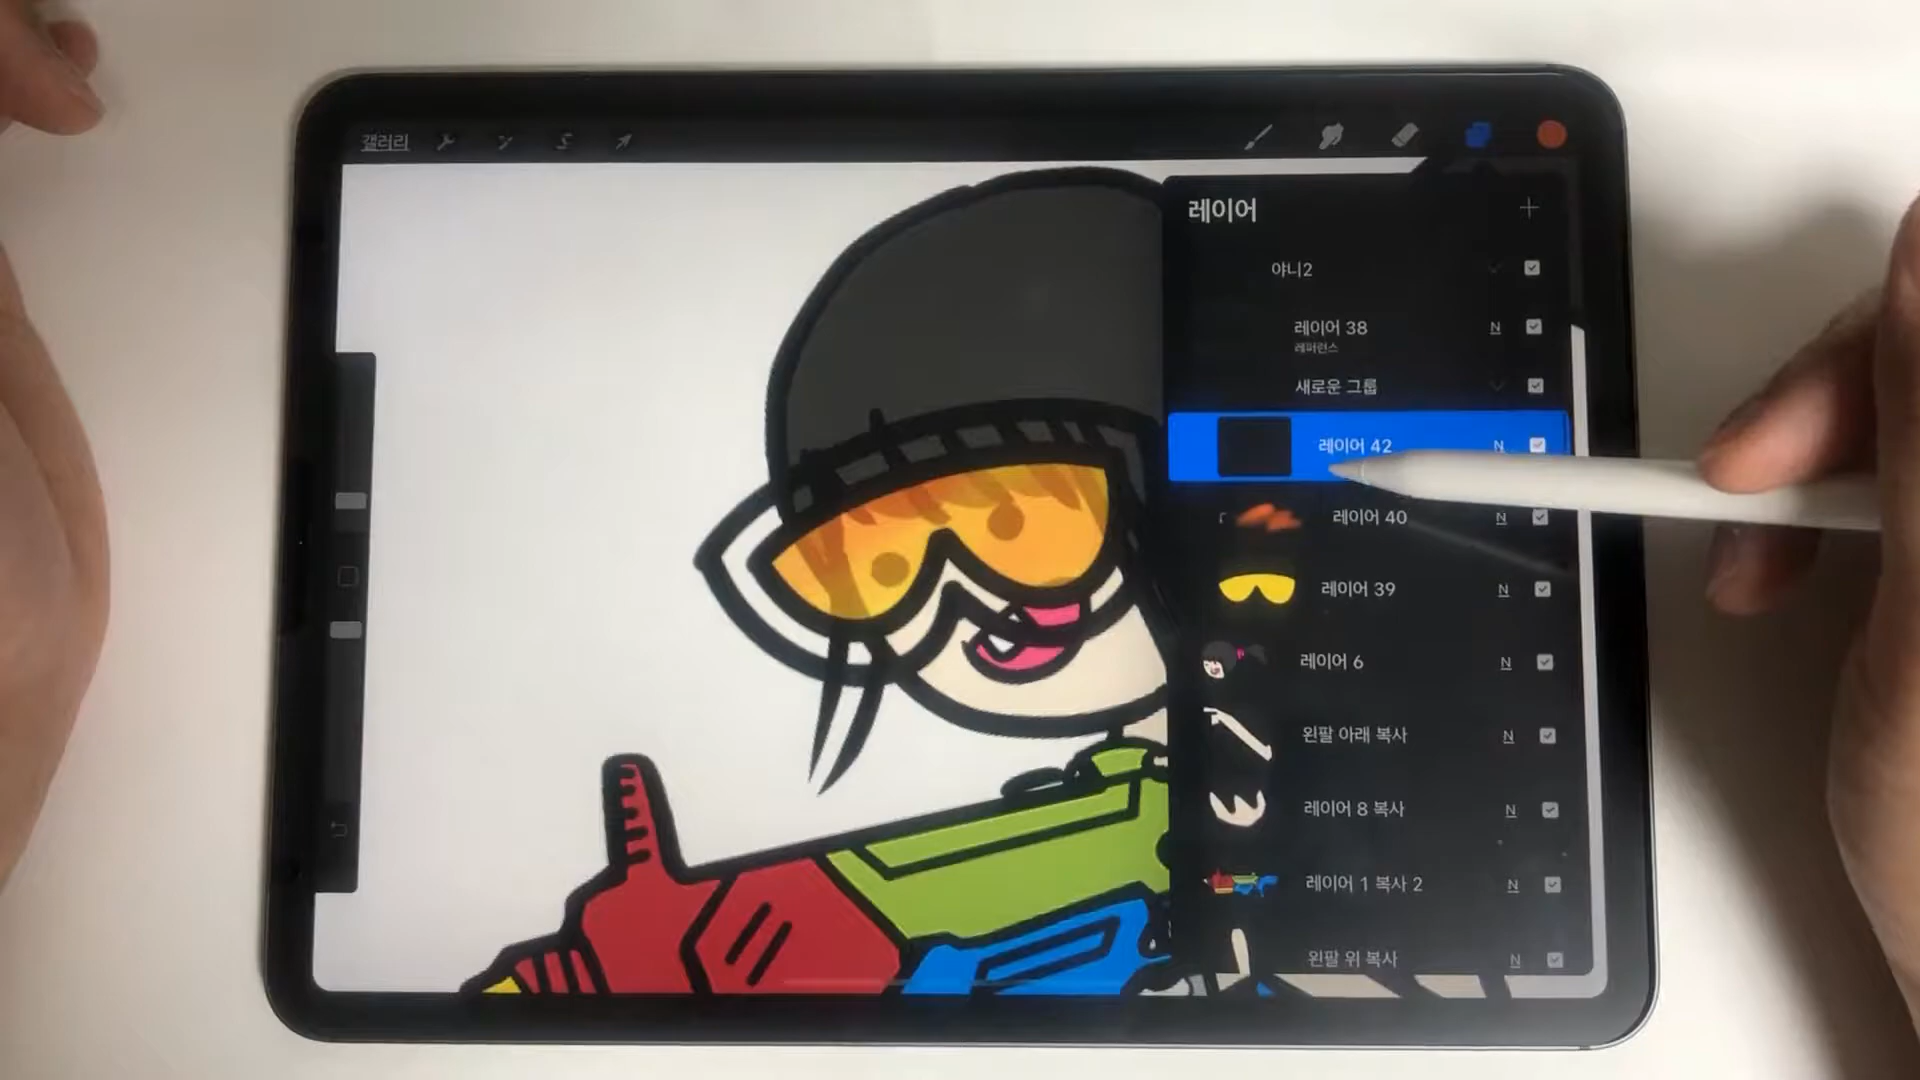 갤러리
레이어
야니2
레이어 38
N
레퍼런스
새로운 그룹
레이어 42
N
레이어 40
N
레이어 39
N
레이어 6
N
왼팔 아래 복사
N
레이어 8 복사
N
레이어 1 복사 2
N
왼팔 위 복사
N